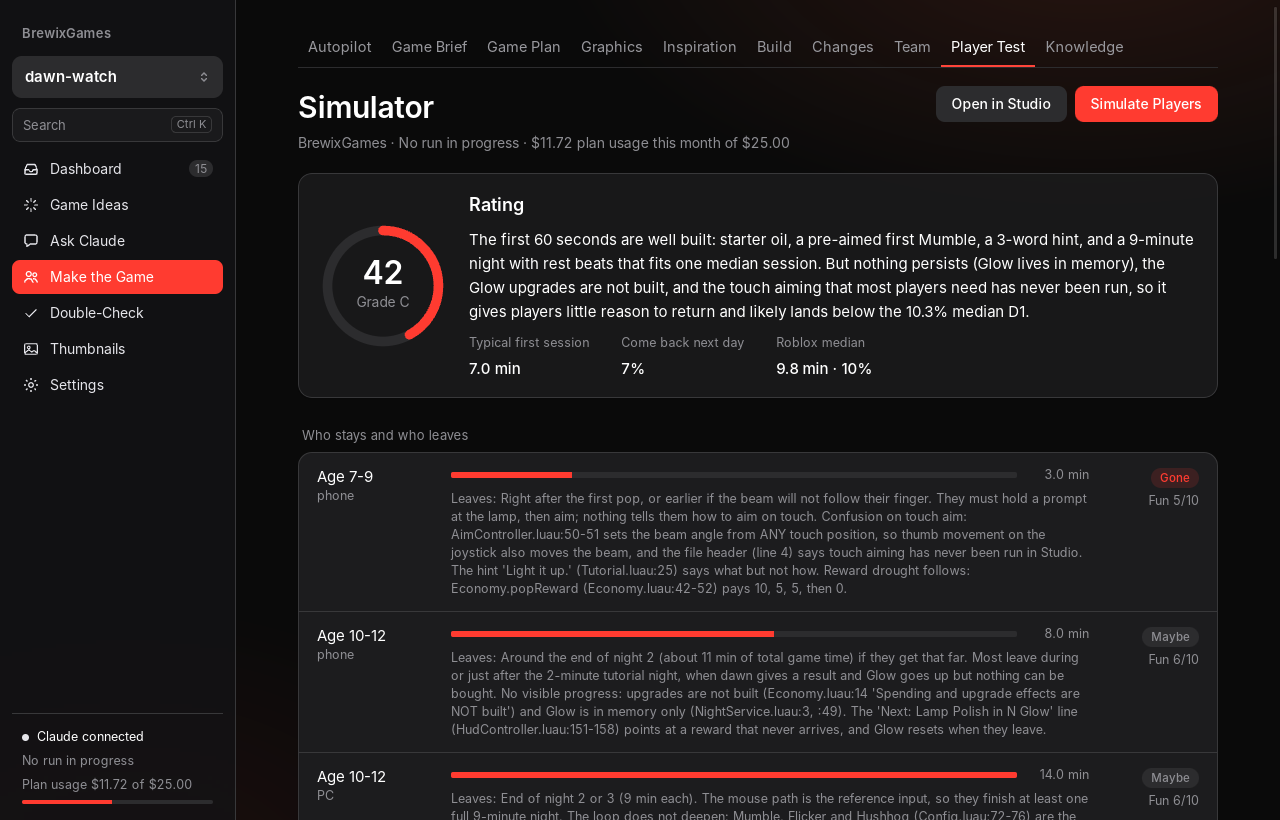 BrewixGames
dawn-watch
Search
Ctrl K
Dashboard
15
Game Ideas
Ask Claude
Make the Game
Double-Check
Thumbnails
Settings
Claude connected
No run in progress
Plan usage $11.72 of $25.00
Autopilot
Game Brief
Game Plan
Graphics
Inspiration
Build
Changes
Team
Player Test
Knowledge
Simulator
Open in Studio
Simulate Players
BrewixGames · No run in progress · $11.72 plan usage this month of $25.00
42
Grade C
Rating
The first 60 seconds are well built: starter oil, a pre-aimed first Mumble, a 3-word hint, and a 9-minute
night with rest beats that fits one median session. But nothing persists (Glow lives in memory), the
Glow upgrades are not built, and the touch aiming that most players need has never been run, so it
gives players little reason to return and likely lands below the 10.3% median D1.
Typical first session
7.0 min
Come back next day
7%
Roblox median
9.8 min · 10%
Who stays and who leaves
Age 7-9
phone
3.0 min
Gone
Fun 5/10
Leaves: Right after the first pop, or earlier if the beam will not follow their finger. They must hold a prompt
at the lamp, then aim; nothing tells them how to aim on touch. Confusion on touch aim:
AimController.luau:50-51 sets the beam angle from ANY touch position, so thumb movement on the
joystick also moves the beam, and the file header (line 4) says touch aiming has never been run in Studio.
The hint 'Light it up.' (Tutorial.luau:25) says what but not how. Reward drought follows:
Economy.popReward (Economy.luau:42-52) pays 10, 5, 5, then 0.
Age 10-12
phone
8.0 min
Maybe
Fun 6/10
Leaves: Around the end of night 2 (about 11 min of total game time) if they get that far. Most leave during
or just after the 2-minute tutorial night, when dawn gives a result and Glow goes up but nothing can be
bought. No visible progress: upgrades are not built (Economy.luau:14 'Spending and upgrade effects are
NOT built') and Glow is in memory only (NightService.luau:3, :49). The 'Next: Lamp Polish in N Glow' line
(HudController.luau:151-158) points at a reward that never arrives, and Glow resets when they leave.
Age 10-12
PC
14.0 min
Maybe
Fun 6/10
Leaves: End of night 2 or 3 (9 min each). The mouse path is the reference input, so they finish at least one
full 9-minute night. The loop does not deepen: Mumble, Flicker and Hushhog (Config.luau:72-76) are the